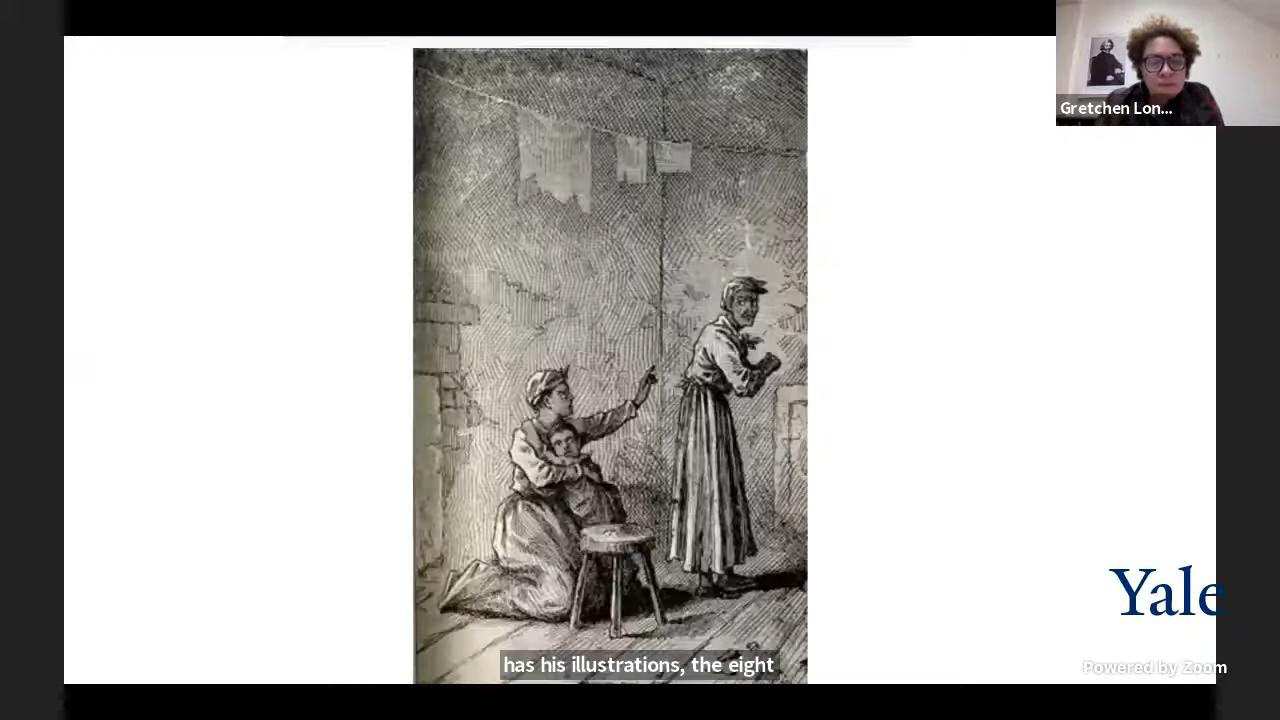 Gretchen Lon...
Yale
has his illustrations, the eight
Powered by Zoom